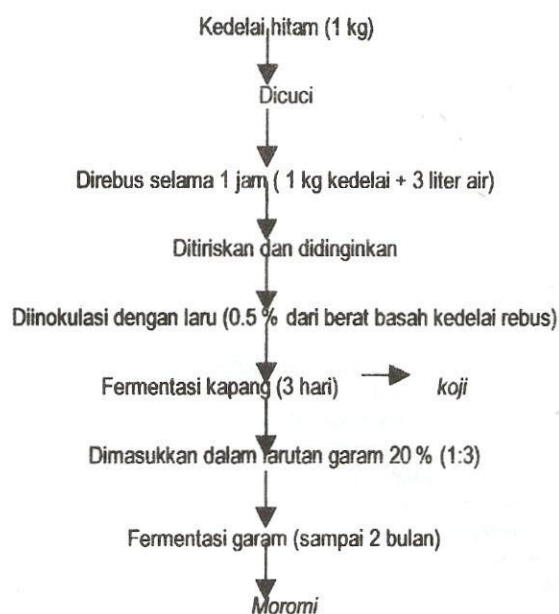 Kedelai hitam (1 kg)
Dicuci
Direbus selama 1 jam ( 1 kg kedelai + 3 liter air)
Ditiriskan dan didinginkan
Diinokulasi dengan laru (0.5 % dari berat basah kedelai rebus)
Fermentasi kapang (3 hari) koji
Dimasukkan dalam larutan garam 20 % (1:3)
Fermentasi garam (sampai 2 bulan)
Moromi